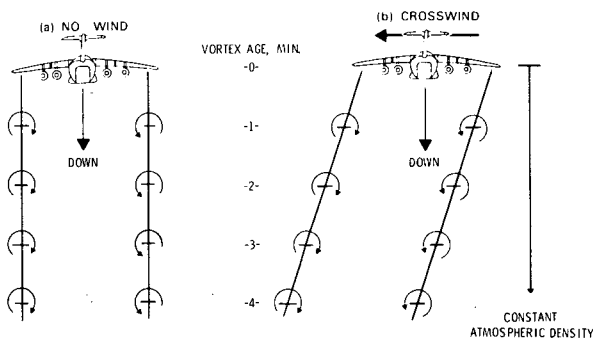 (a) NO WIND
(b) CROSSWIND
VORTEX AGE, MIN.
-0-
-1-
-2-
-3-
-4-
DOWN
DOWN
CONSTANT
ATMOSPHERIC DENSITY